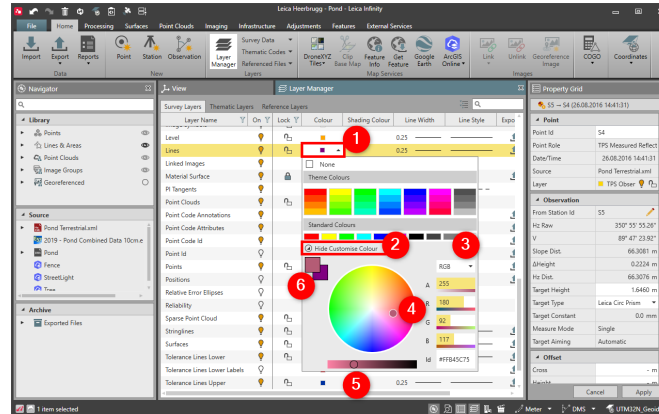 Leica Heerbrugg - Pond - Leica Infinity
File Home Processing Surfaces Point Clouds Imaging Infrastructure Adjustments Features External Services
Import Export Reports Point Station Observation Layer Manager
Survey Data
Thematic Codes
Referenced Files
DroneXYZ Tiles Clip Base Map Feature Info Get Feature Google Earth ArcGIS Online Link Unlink Georeference Image COGO Coordinates
Data New Layers Map Services Images
Navigator
Library
Points
Lines & Areas
Point Clouds
Image Groups
Georeferenced
Source
Pond Terrestrial.xml
2019 - Pond Combined Data 10cm.e
Pond
Fence
StreetLight
Archive
Exported Files
View Layer Manager
Survey Layers Thematic Layers Reference Layers
Layer Name On Lock Colour Shading Colour Line Width Line Style Expo
Level 0.25
Lines 0.25
Linked Images
Material Surface
PI Tangents
Point Clouds
Point Code Annotations
Point Code Attributes
Point Code Id
Point Id
Points
Positions
Relative Error Ellipses
Reliability
Sparse Point Cloud
Stringlines
Surfaces
Tolerance Lines Lower
Tolerance Lines Lower Labels
Tolerance Lines Upper 0.25
None
Theme Colours
Standard Colours
Hide Customise Colour
RGB
A 255
R 180
G 92
B 117
Id #FFB45C75
1
2
3
4
5
6
Property Grid
S5 → S4 (26.08.2016 14:41:31)
Point
Point Id S4
Point Role TPS Measured Reflect
Date/Time 26.08.2016 14:41:31
Source Pond Terrestrial.xml
Layer TPS Obser
Observation
From Station Id S5
Hz Raw 350° 55' 55.26"
V 89° 47' 23.92"
Slope Dist. 66.3081 m
ΔHeight 0.2224 m
Hz Dist. 66.3076 m
Target Height 1.6460 m
Target Type Leica Circ Prism
Target Constant 0.0 mm
Measure Mode Single
Target Aiming Automatic
Offset
Cross - m
Cancel Apply
1 item selected
Meter DMS